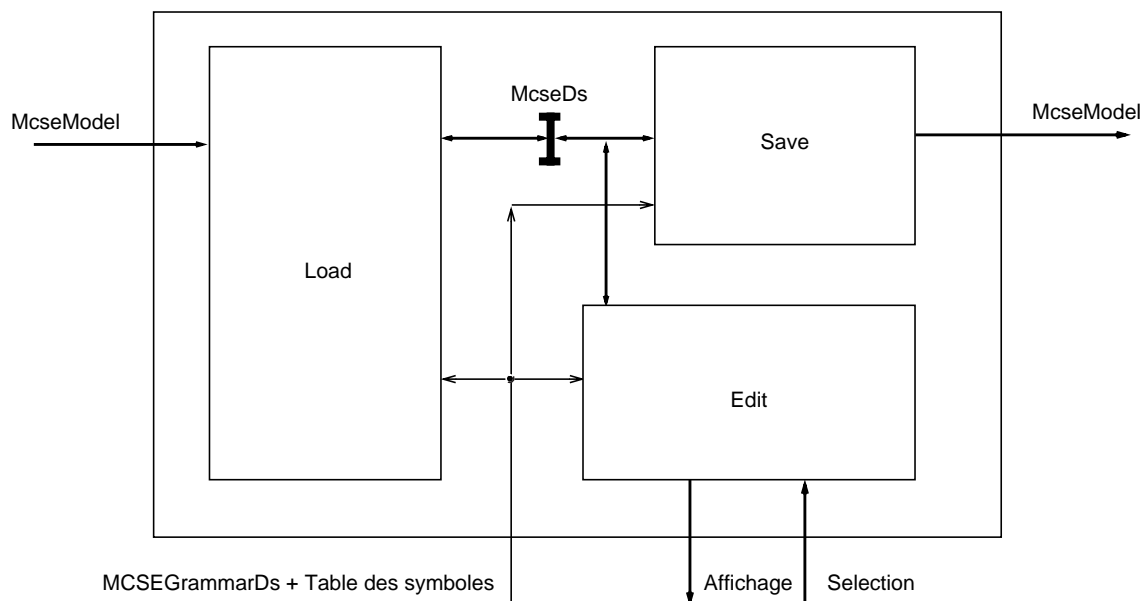 McseDs
McseModel
McseModel
Save
Load
Edit
MCSEGrammarDs + Table des symboles
Affichage
Selection